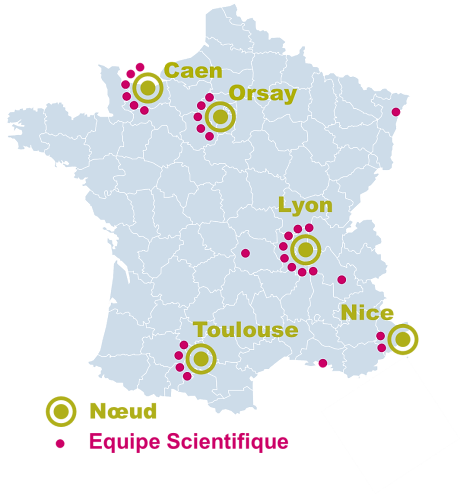 Caen
Orsay
Lyon
Nice
Toulouse
Nœud
Equipe Scientifique